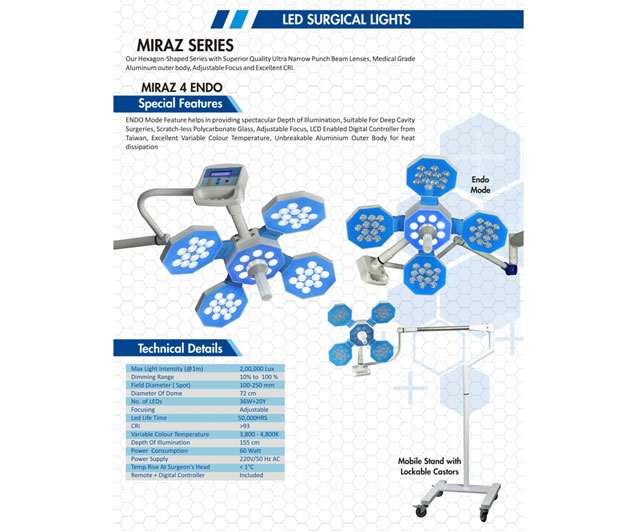 LED SURGICAL LIGHTS
MIRAZ SERIES
Our Hexagon-Shaped Series with Superior Quality Ultra Narrow Punch Beam Lenses, Medical Grade
Aluminum outer body, Adjustable Focus and Excellent CRI.
MIRAZ 4 ENDO
Special Features
ENDO Mode Feature helps in providing spectacular Depth of Illumination, Suitable For Deep Cavity
Surgeries, Scratch-less Polycarbonate Glass, Adjustable Focus, LCD Enabled Digital Controller from
Taiwan, Excellent Variable Colour Temperature, Unbreakable Aluminium Outer Body for heat
dissipation
Endo
Mode
Technical Details
Max Light Intensity (@1m) 2,00,000 Lux
Dimming Range 10% to 100 %
Field Diameter ( Spot) 100-250 mm
Diameter Of Dome 72 cm
No. of LEDs 36W+20Y
Focusing Adjustable
Led Life Time 50,000HRS
CRI >93
Variable Colour Temperature 3,800 - 4,800K
Depth Of Illumination 155 cm
Power Consumption 60 Watt
Power Supply 220V/50 Hz AC
Temp.Rise At Surgeon's Head < 1°C
Remote + Digital Controller Included
Mobile Stand with
Lockable Castors